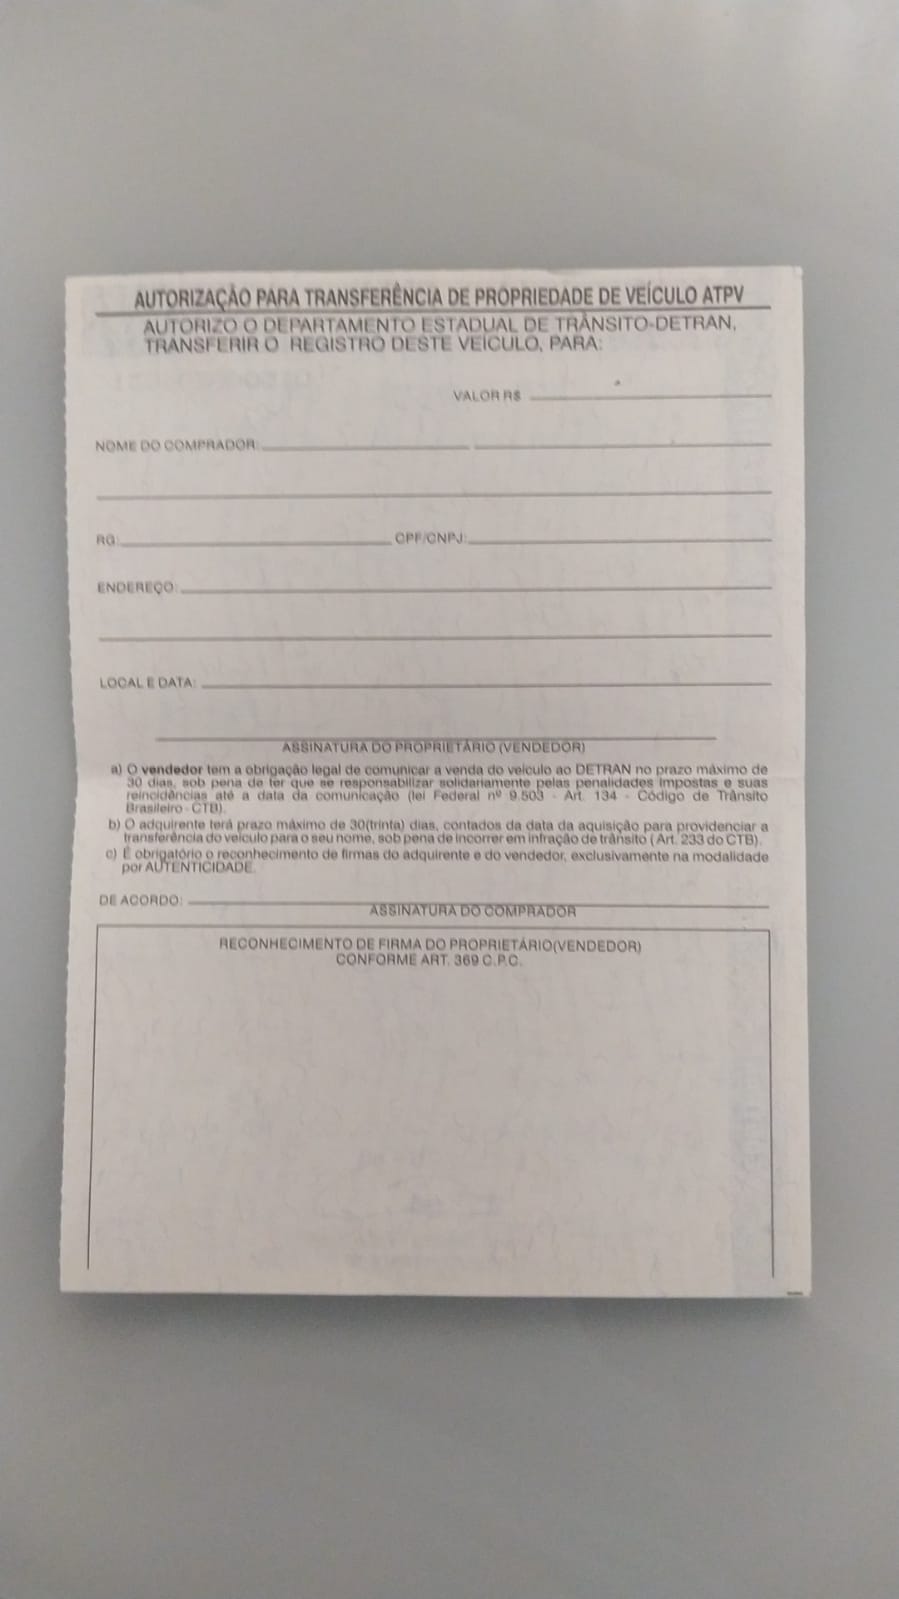 AUTORIZAÇÃO PARA TRANSFERÊNCIA DE PROPRIEDADE DE VEÍCULO ATPV
AUTORIZO O DEPARTAMENTO ESTADUAL DE TRÂNSITO-DETRAN,
TRANSFERIR O REGISTRO DESTE VEÍCULO, PARA:
VALOR R$
NOME DO COMPRADOR:
RG: CPF/CNPJ:
ENDEREÇO:
LOCAL E DATA:
ASSINATURA DO PROPRIETÁRIO (VENDEDOR)
a) O vendedor tem a obrigação legal de comunicar a venda do veículo ao DETRAN no prazo máximo de
30 dias, sob pena de ter que se responsabilizar solidariamente pelas penalidades impostas e suas
reincidências até a data da comunicação (lei Federal nº 9.503 - Art. 134 - Código de Trânsito
Brasileiro - CTB).
b) O adquirente terá prazo máximo de 30(trinta) dias, contados da data da aquisição para providenciar a
transferência do veículo para o seu nome, sob pena de incorrer em infração de trânsito ( Art. 233 do CTB).
c) É obrigatório o reconhecimento de firmas do adquirente e do vendedor, exclusivamente na modalidade
por AUTENTICIDADE.
DE ACORDO:
ASSINATURA DO COMPRADOR
RECONHECIMENTO DE FIRMA DO PROPRIETÁRIO(VENDEDOR)
CONFORME ART. 369 C.P.C.